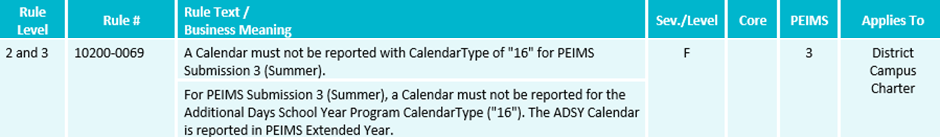 Rule Level Rule # Rule Text / Business Meaning Sev./Level Core PEIMS Applies To
2 and 3 10200-0069 A Calendar must not be reported with CalendarType of "16" for PEIMS F 3 District
Submission 3 (Summer). Campus
Charter
For PEIMS Submission 3 (Summer), a Calendar must not be reported for the
Additional Days School Year Program CalendarType ("16"). The ADSY Calendar
is reported in PEIMS Extended Year.